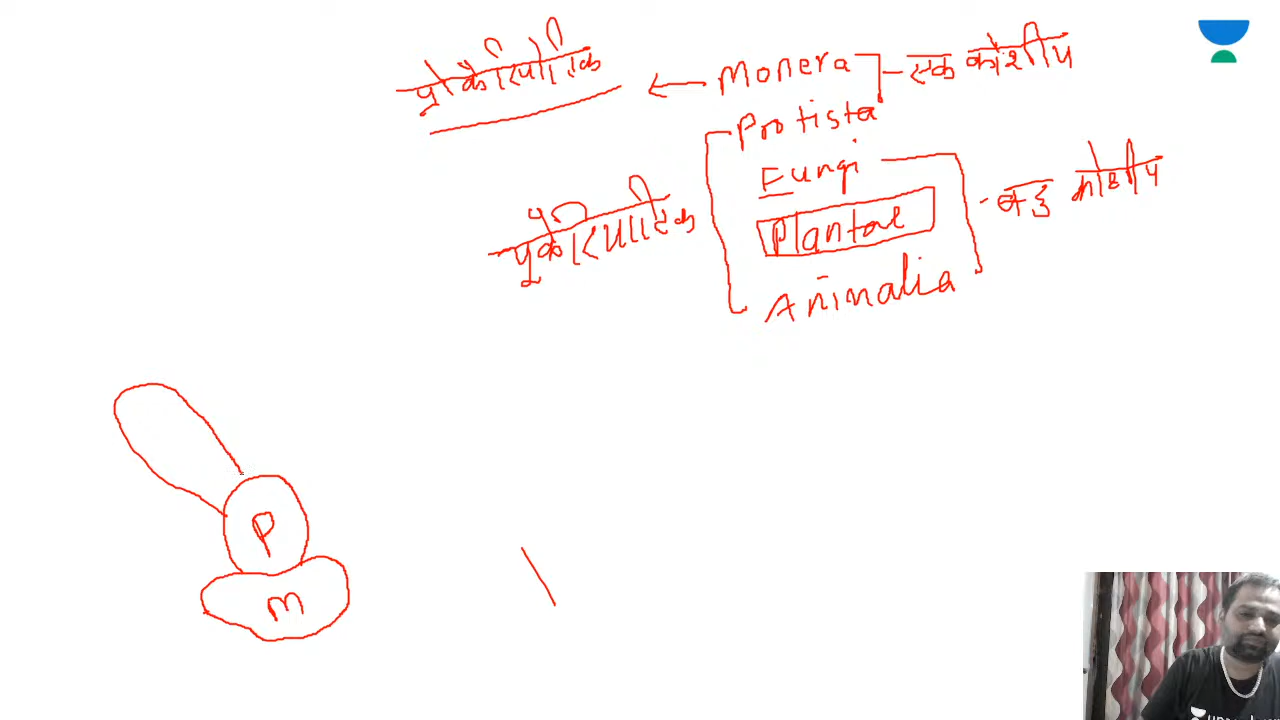 प्रोकैरियोटिक ← Monera - एक कोशीय
Protista
Fungi
यूकैरियोटिक Plantae - बहु कोशीय
Animalia
P
M